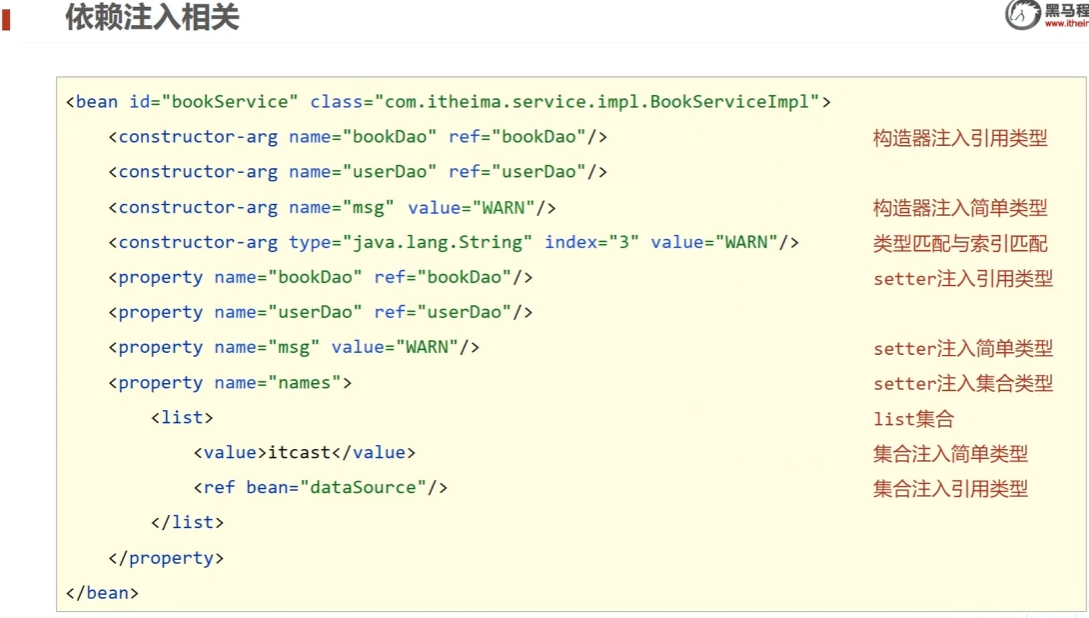 依赖注入相关
黑马程
<bean id="bookService" class="com.itheima.service.impl.BookServiceImpl">
<constructor-arg name="bookDao" ref="bookDao"/> 构造器注入引用类型
<constructor-arg name="userDao" ref="userDao"/>
<constructor-arg name="msg" value="WARN"/> 构造器注入简单类型
<constructor-arg type="java.lang.String" index="3" value="WARN"/> 类型匹配与索引匹配
<property name="bookDao" ref="bookDao"/> setter注入引用类型
<property name="userDao" ref="userDao"/>
<property name="msg" value="WARN"/> setter注入简单类型
<property name="names"> setter注入集合类型
<list> list集合
<value>itcast</value> 集合注入简单类型
<ref bean="dataSource"/> 集合注入引用类型
</list>
</property>
</bean>